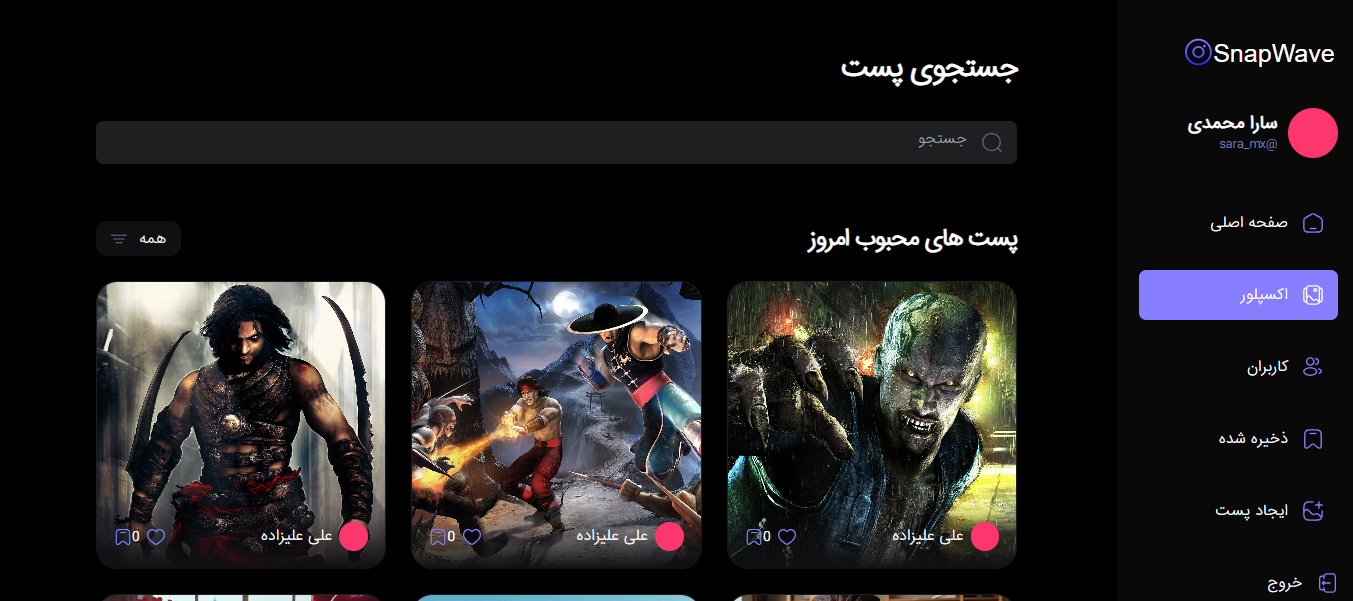 SnapWave
سارا محمدی
@sara_mx
صفحه اصلی
اکسپلور
کاربران
ذخیره شده
ایجاد پست
خروج
جستجوی پست
جستجو
پست های محبوب امروز
همه
علی علیزاده
0
علی علیزاده
0
علی علیزاده
0